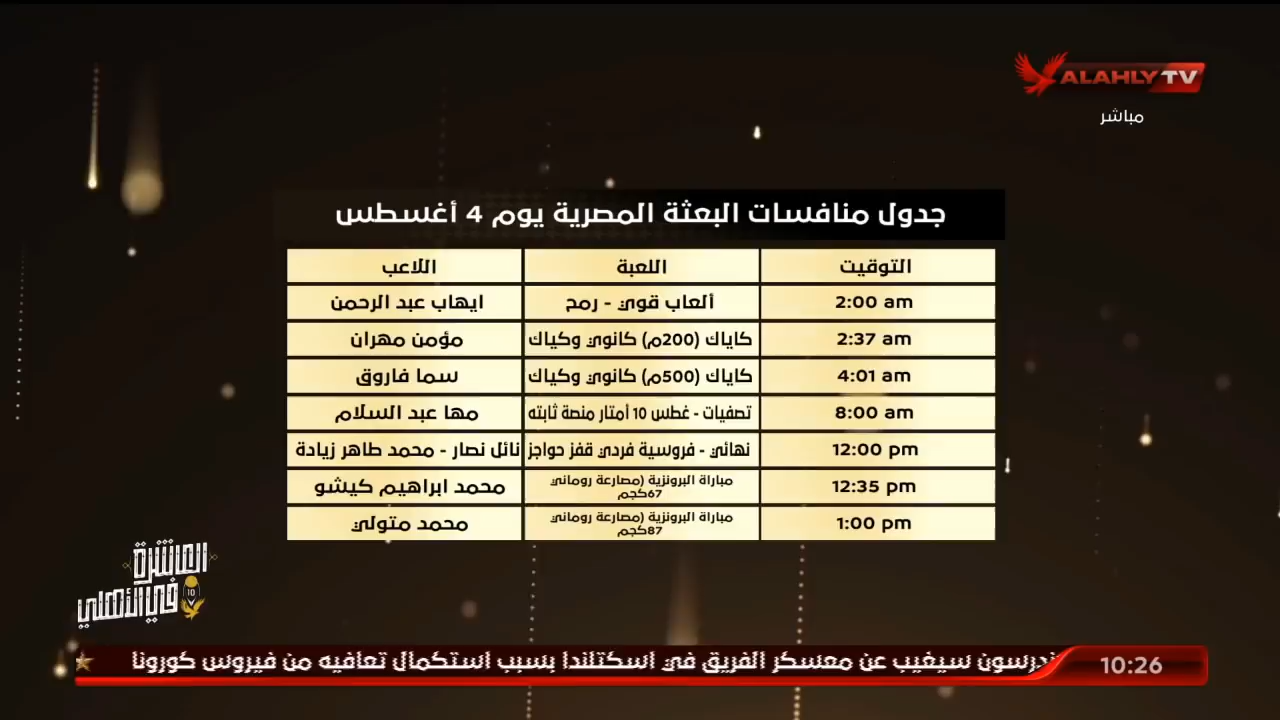 ALAHLY TV
مباشر
جدول منافسات البعثة المصرية يوم 4 أغسطس
التوقيت اللعبة اللاعب
2:00 am ألعاب قوي - رمح ايهاب عبد الرحمن
2:37 am كاياك (200م) كانوي وكياك مؤمن مهران
4:01 am كاياك (500م) كانوي وكياك سما فاروق
8:00 am تصفيات - غطس 10 أمتار منصة ثابته مها عبد السلام
12:00 pm نهائي - فروسية فردي قفز حواجز نائل نصار - محمد طاهر زيادة
12:35 pm مباراة البرونزية (مصارعة روماني 67كجم محمد ابراهيم كيشو
1:00 pm مباراة البرونزية (مصارعة روماني 87كجم محمد متولي
العاشرة
في الأهلي
10
10:26 ندرسون سيغيب عن معسكر الفريق في اسكتلندا بسبب استكمال تعافيه من فيروس كورونا